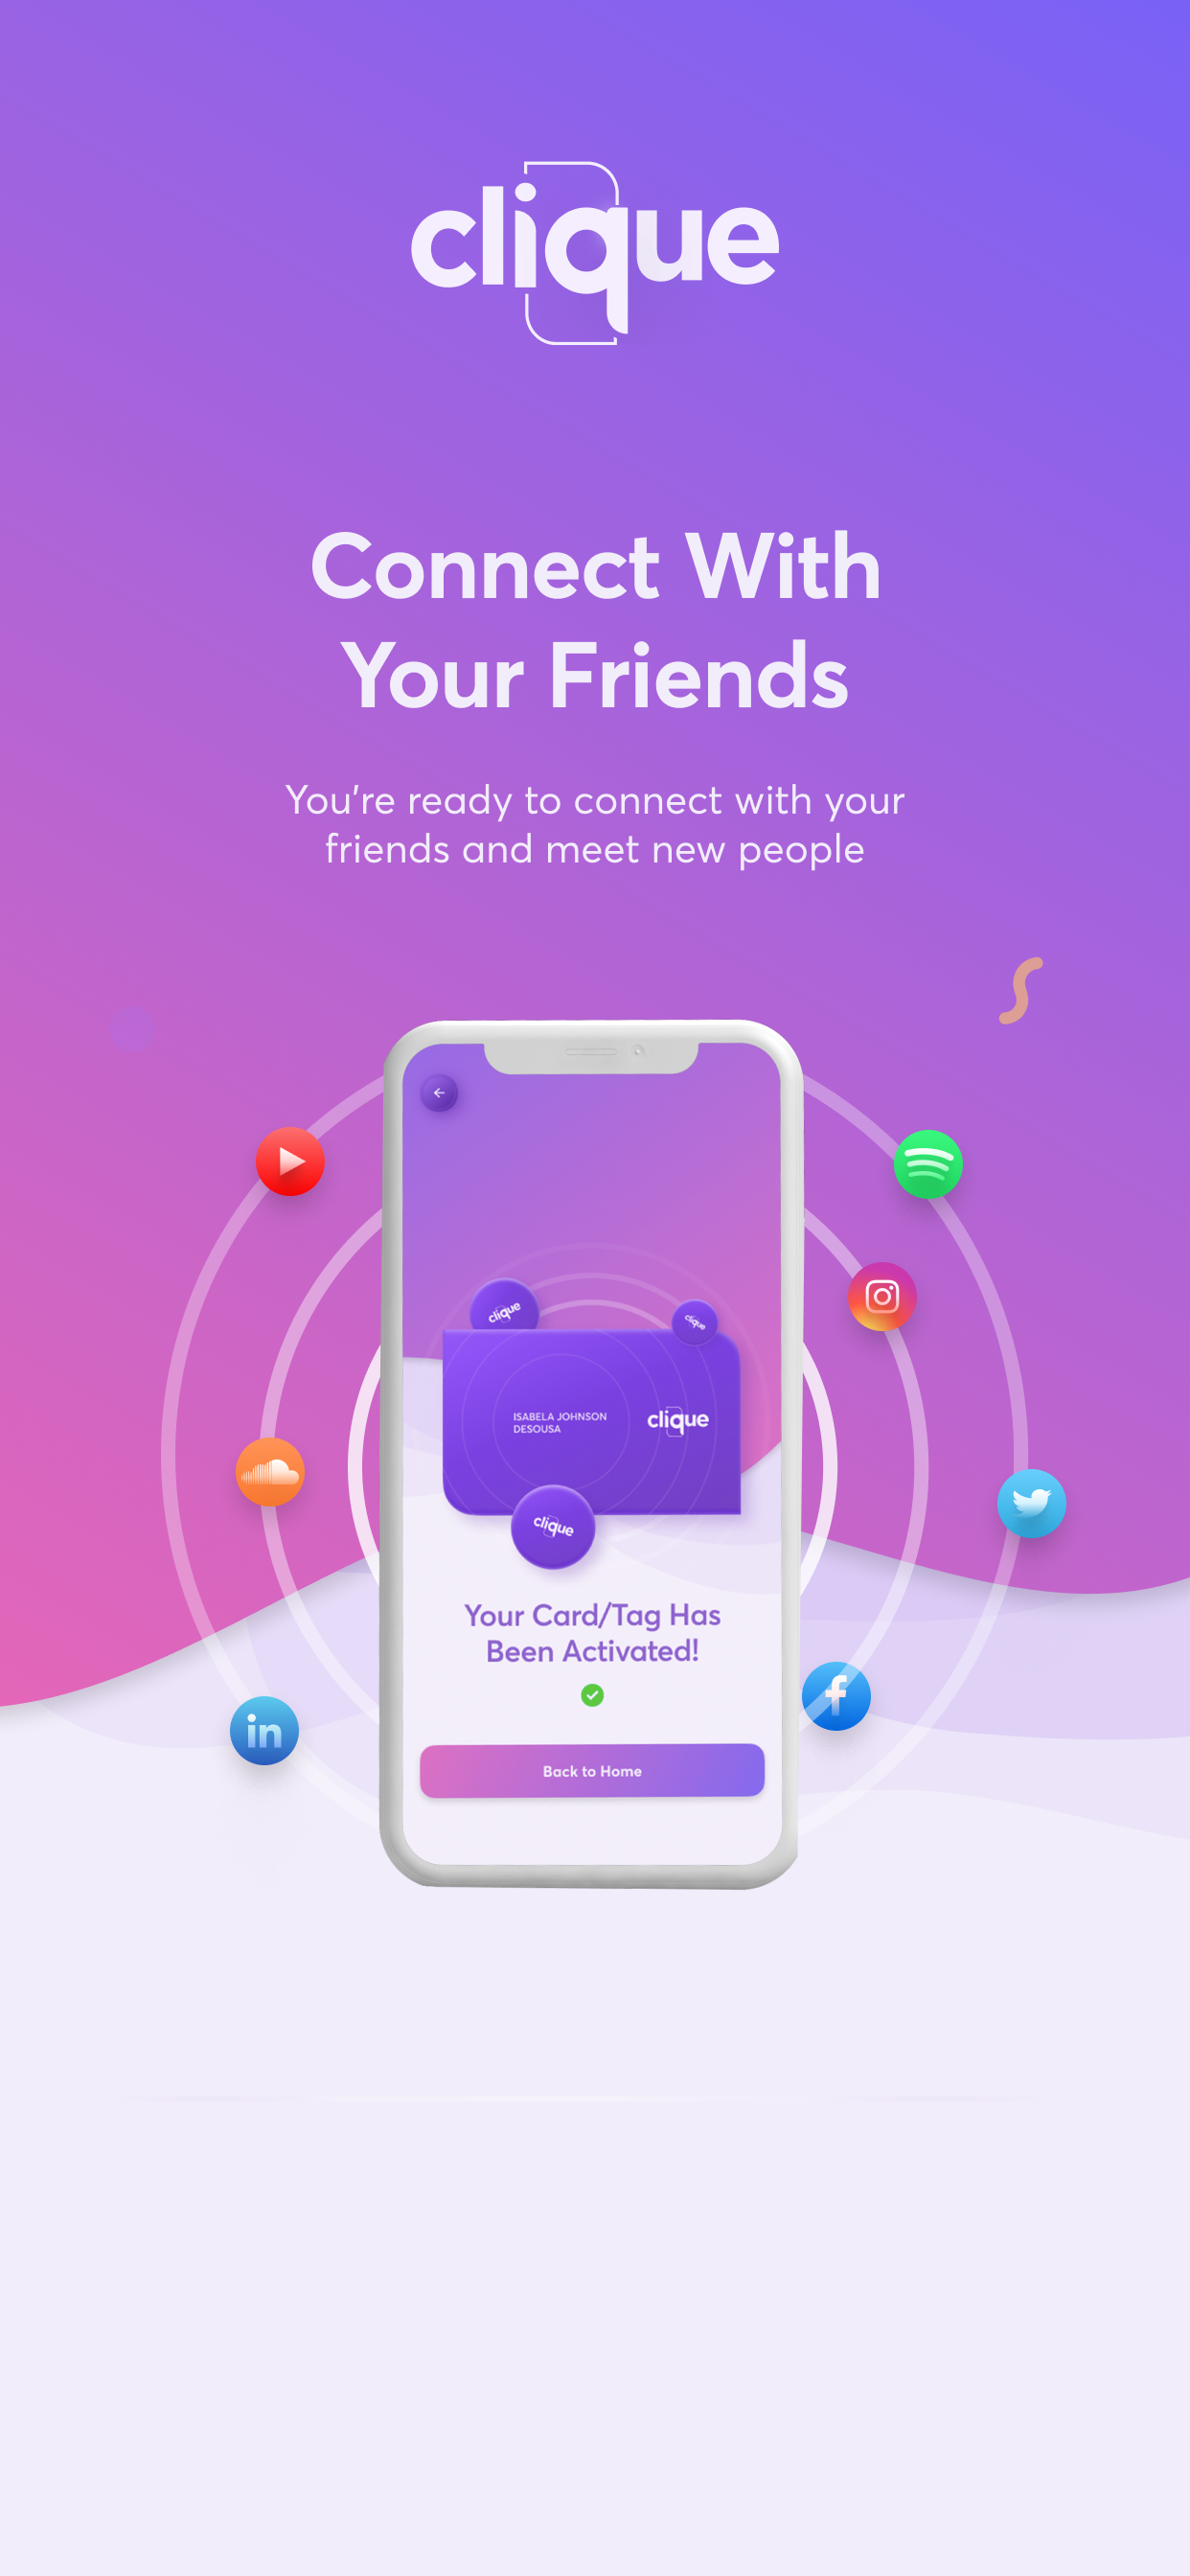 clique
Connect With
Your Friends
You're ready to connect with your
friends and meet new people
clique
clique
ISABELA JOHNSON
DESOUSA
clique
clique
Your Card/Tag Has
Been Activated!
in
f
Back to Home